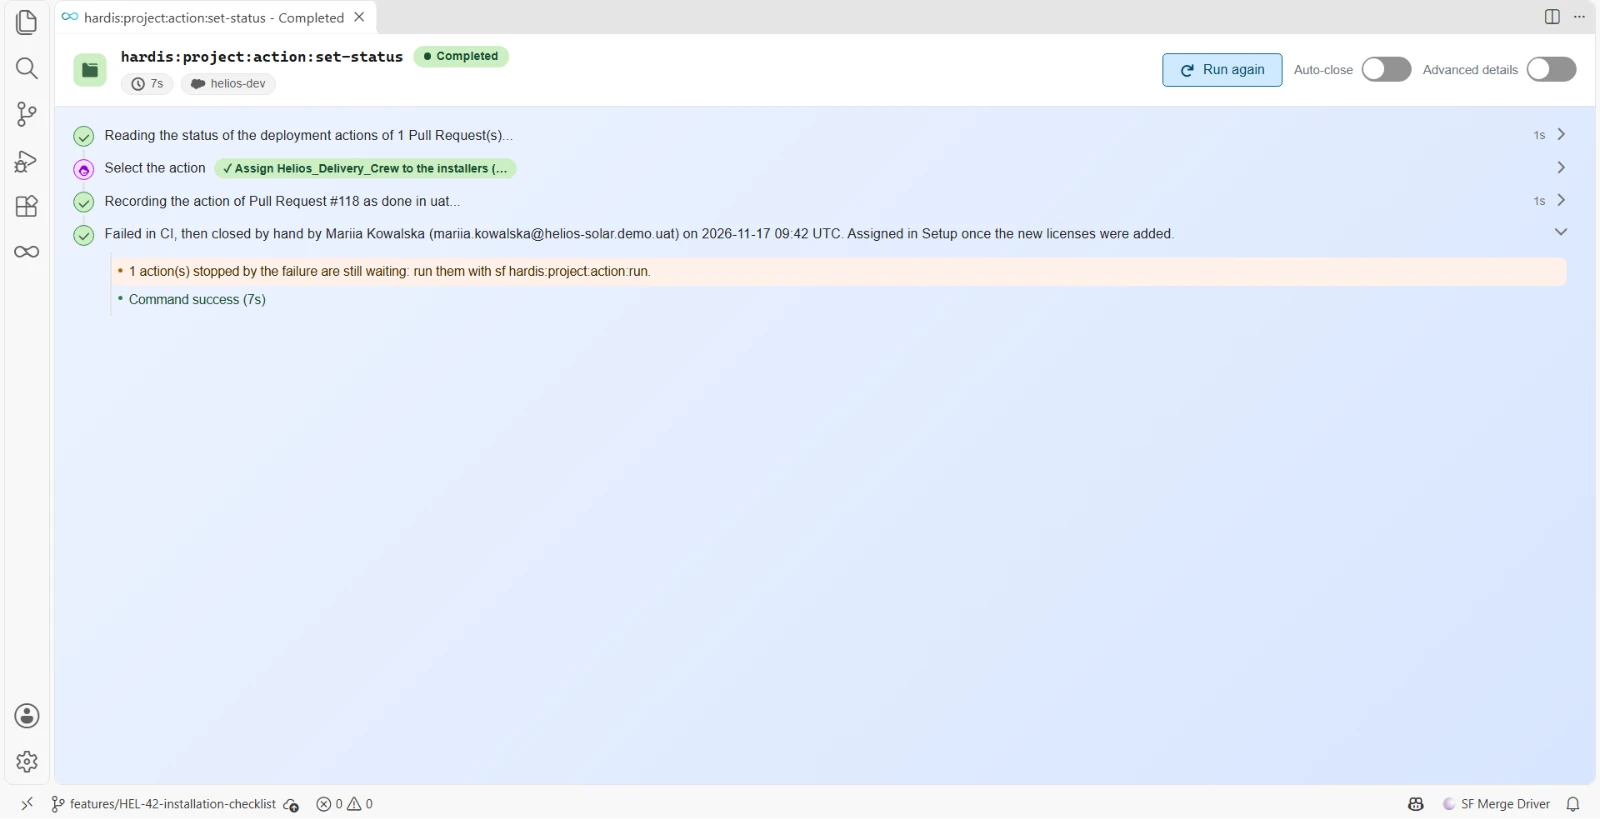 hardis:project:action:set-status - Completed
hardis:project:action:set-status
Completed
7s
helios-dev
Run again
Auto-close
Advanced details
Reading the status of the deployment actions of 1 Pull Request(s)...
1s
Select the action
✓ Assign Helios_Delivery_Crew to the installers (...
Recording the action of Pull Request #118 as done in uat...
1s
Failed in CI, then closed by hand by Mariia Kowalska (mariia.kowalska@helios-solar.demo.uat) on 2026-11-17 09:42 UTC. Assigned in Setup once the new licenses were added.
• 1 action(s) stopped by the failure are still waiting: run them with sf hardis:project:action:run.
• Command success (7s)
features/HEL-42-installation-checklist
0
0
SF Merge Driver